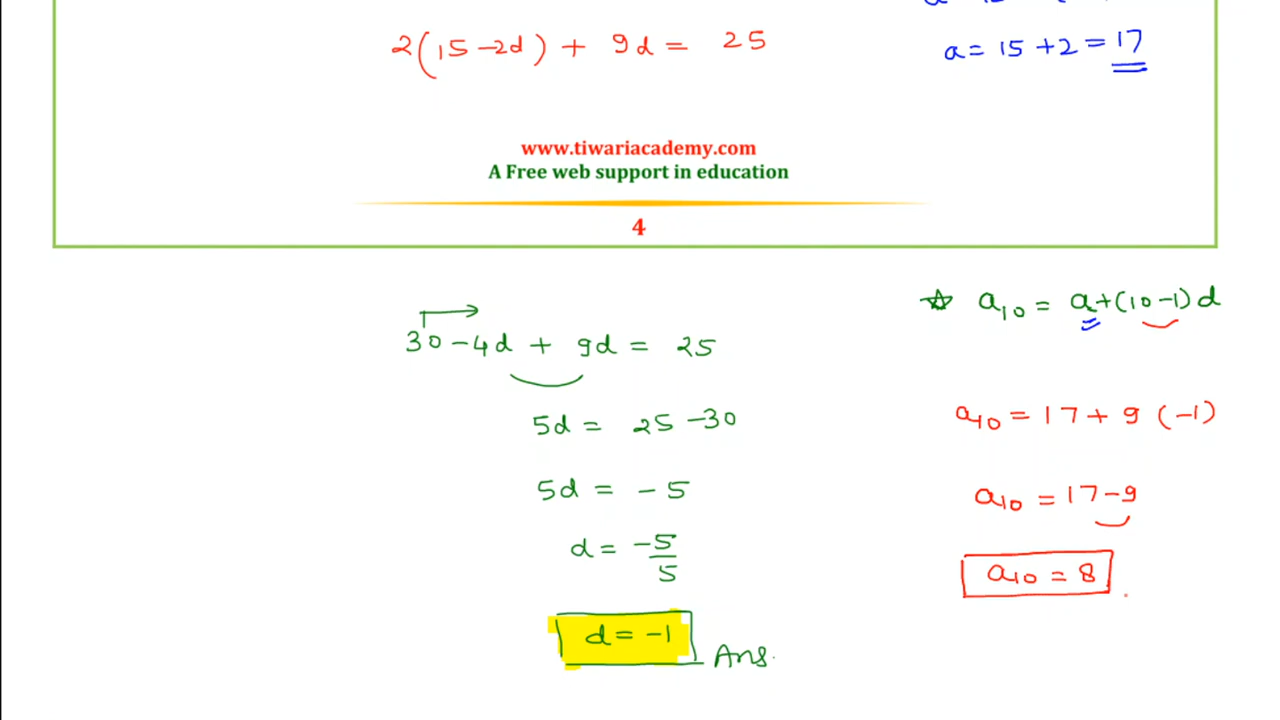 2(15-2d) + 9d = 25
a = 15 + 2 = 17
www.tiwariacademy.com
A Free web support in education
4
30-4d + 9d = 25
5d = 25-30
5d = -5
d = -5/5
d = -1 Ans.
☆ a₁₀ = a+(10-1)d
a₁₀ = 17 + 9 (-1)
a₁₀ = 17-9
a₁₀ = 8